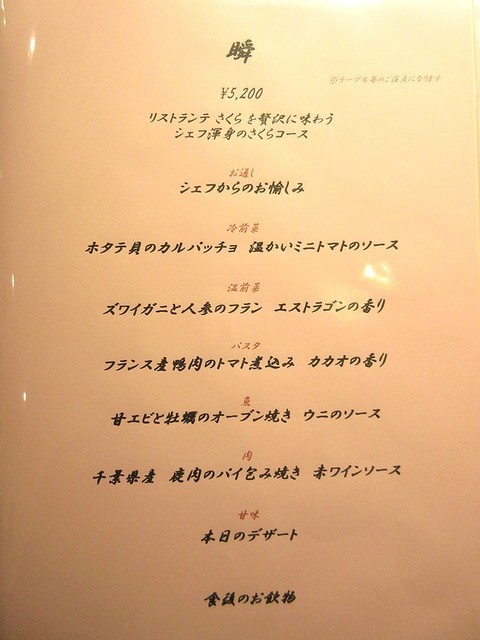 瞬
※テーブル毎のご注文になります
¥5,200
リストランテ さくら を贅沢に味わう
シェフ渾身のさくらコース
お通し
シェフからのお愉しみ
冷前菜
ホタテ貝のカルパッチョ 温かいミニトマトのソース
温前菜
ズワイガニと人参のフラン エストラゴンの香り
パスタ
フランス産鴨肉のトマト煮込み カカオの香り
魚
甘エビと牡蠣のオーブン焼き ウニのソース
肉
千葉県産 鹿肉のパイ包み焼き 赤ワインソース
甘味
本日のデザート
食後のお飲物